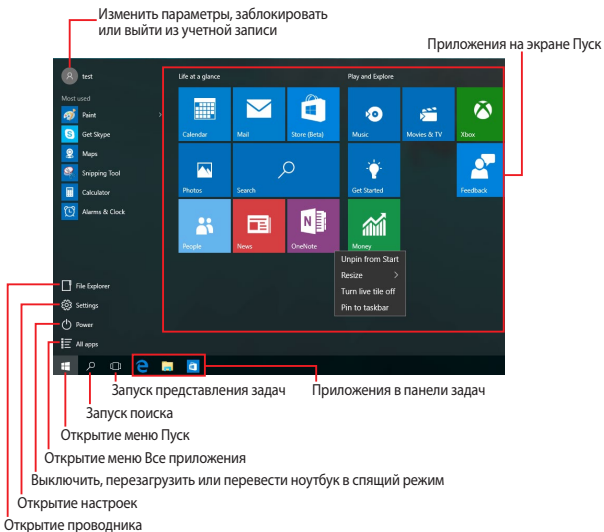 Изменить параметры, заблокировать
или выйти из учетной записи
Приложения на экране Пуск
test
Life at a glance
Play and Explore
Most used
Paint
Get Skype
Maps
Snipping Tool
Calculator
Alarms & Clock
Calendar
Mail
Store (Beta)
Music
Movies & TV
Xbox
Photos
Search
Get Started
Feedback
People
News
OneNote
Money
Unpin from Start
Resize
Turn live tile off
Pin to taskbar
File Explorer
Settings
Power
All apps
Запуск представления задач
Приложения в панели задач
Запуск поиска
Открытие меню Пуск
Открытие меню Все приложения
Выключить, перезагрузить или перевести ноутбук в спящий режим
Открытие настроек
Открытие проводника